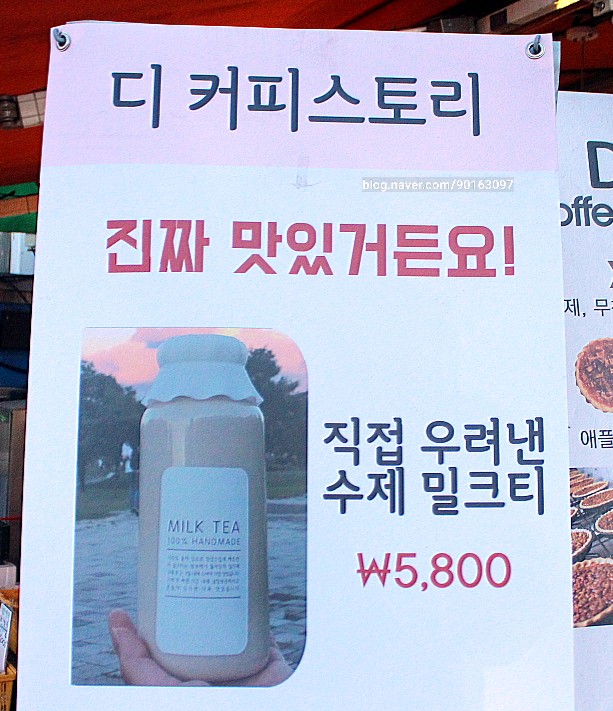 디 커피스토리
blog.naver.com/90163097
진짜 맛있거든요!
직접 우려낸
수제 밀크티
₩5,800
MILK TEA
100% HANDMADE
D
offe
제, 무
애플